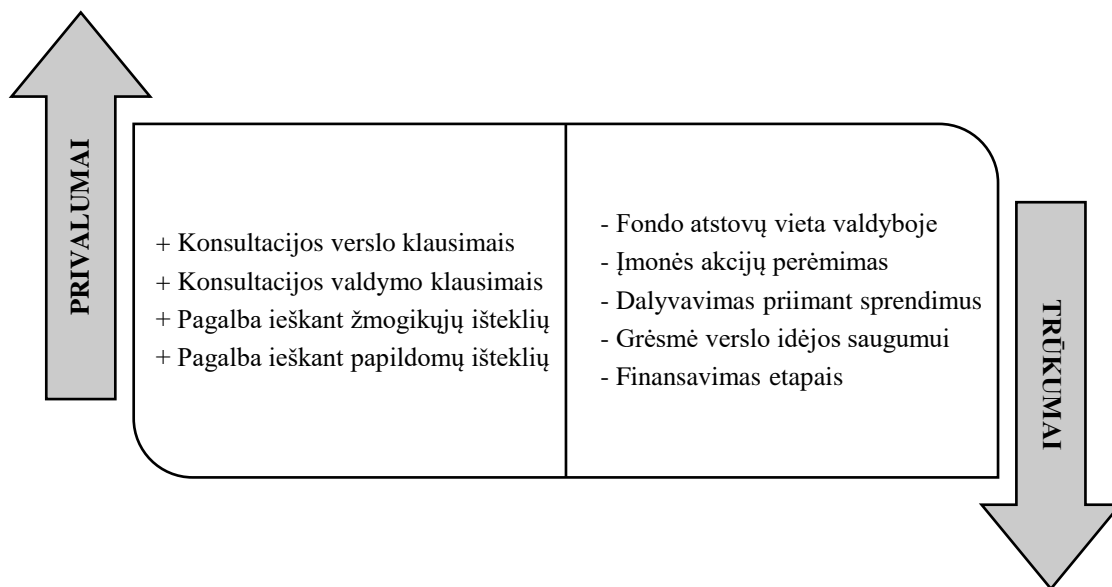 PRIVALUMAI
+ Konsultacijos verslo klausimais
+ Konsultacijos valdymo klausimais
+ Pagalba ieškant žmogikųjų išteklių
+ Pagalba ieškant papildomų išteklių
- Fondo atstovų vieta valdyboje
- Įmonės akcijų perėmimas
- Dalyvavimas priimant sprendimus
- Grėsmė verslo idėjos saugumui
- Finansavimas etapais
TRŪKUMAI